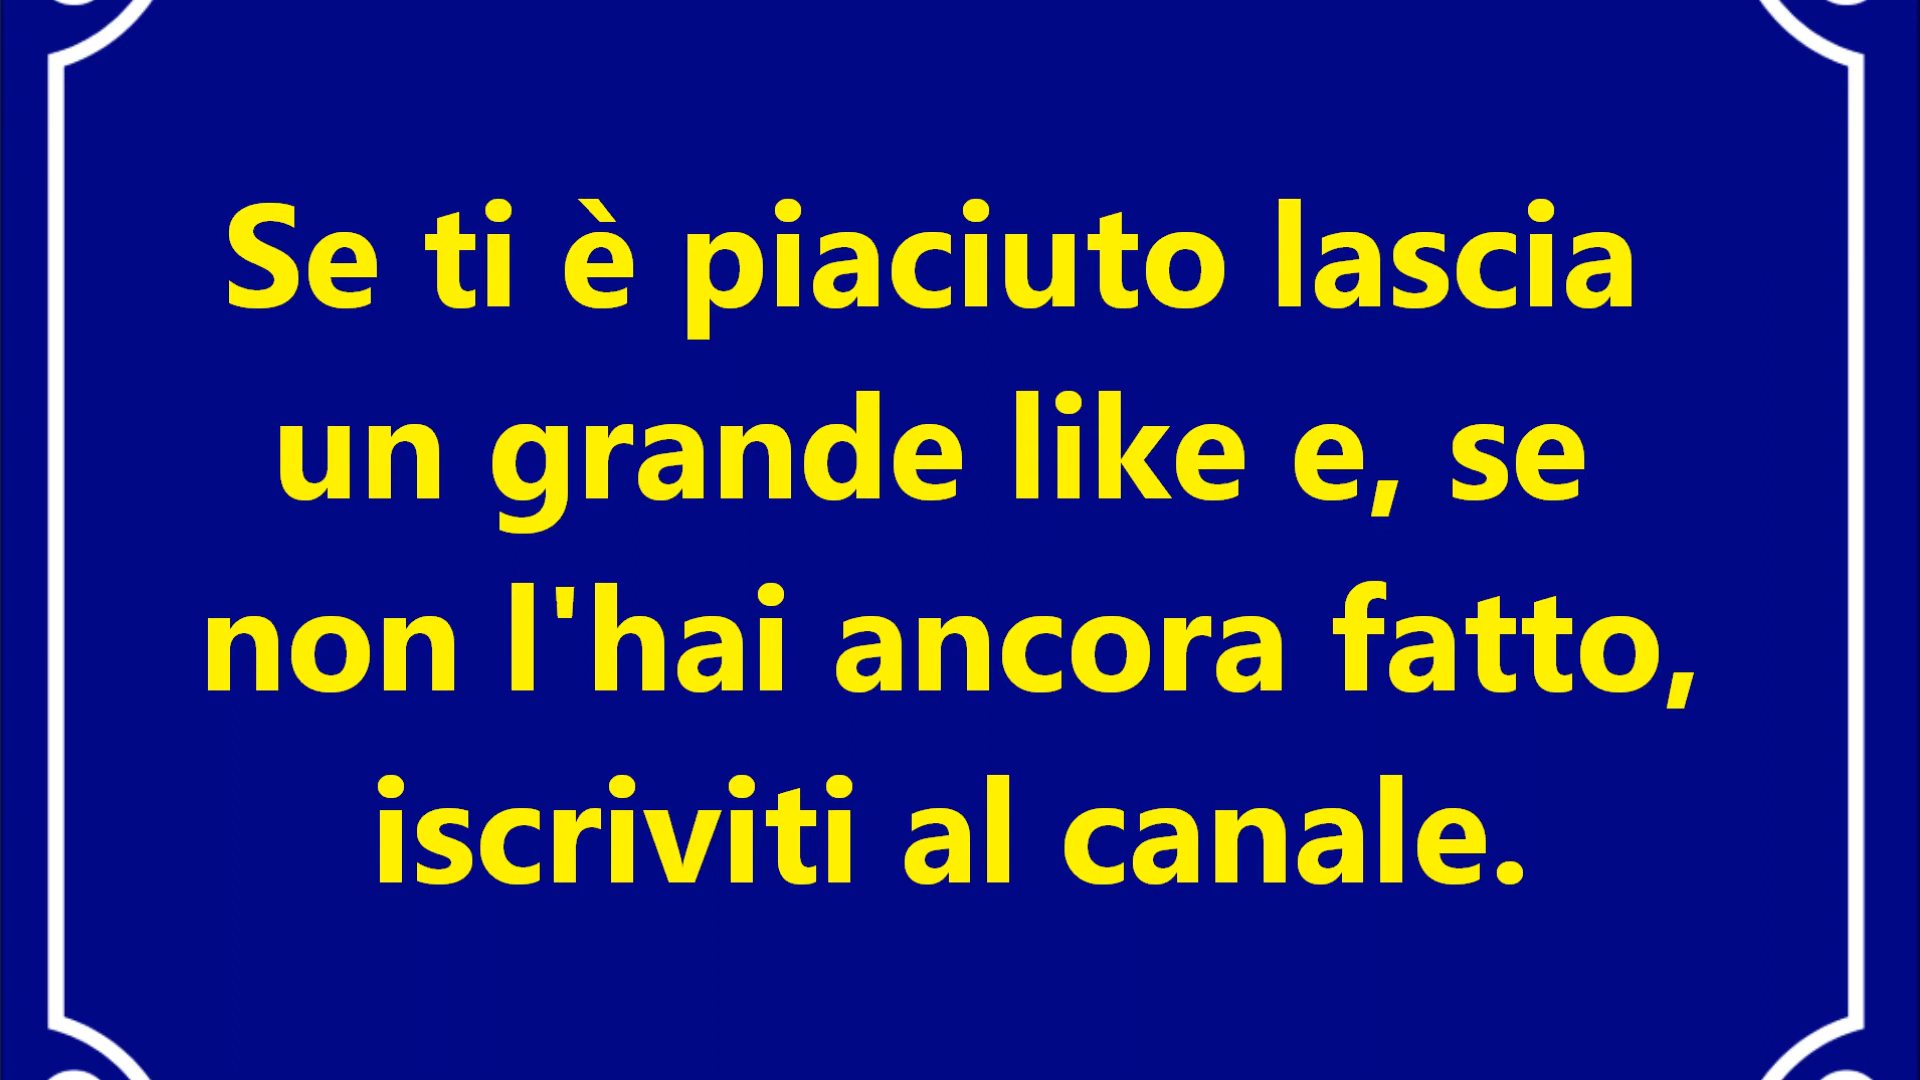 Se ti è piaciuto lascia
un grande like e, se
non l'hai ancora fatto,
iscriviti al canale.